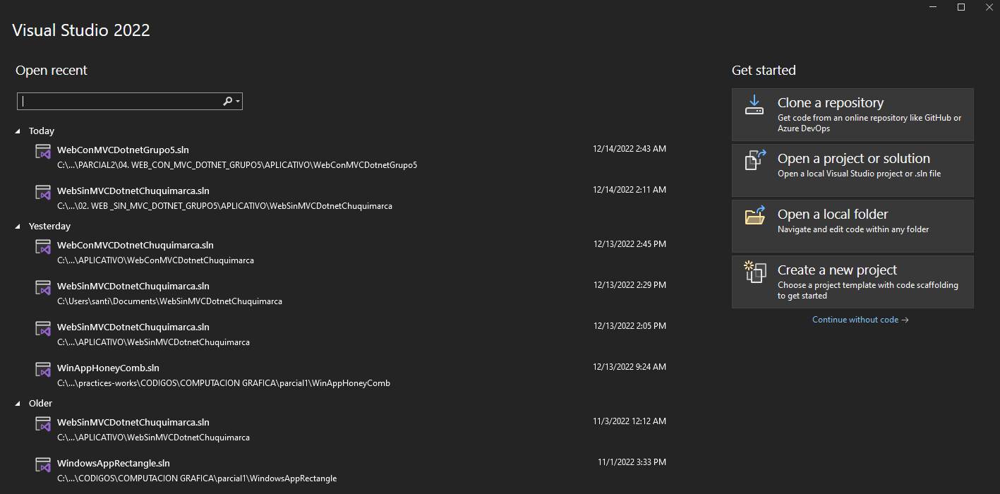 Visual Studio 2022
Open recent
Today
WebConMVCDotnetGrupo5.sln
12/14/2022 2:43 AM
C:\...\PARCIAL2\04. WEB_CON_MVC_DOTNET_GRUPO5\APLICATIVO\WebConMVCDotnetGrupo5
WebSinMVCDotnetChuquimarca.sln
12/14/2022 2:11 AM
C:\...\02. WEB _SIN_MVC_DOTNET_GRUPO5\APLICATIVO\WebSinMVCDotnetChuquimarca
Yesterday
WebConMVCDotnetChuquimarca.sln
12/13/2022 2:45 PM
C:\...\APLICATIVO\WebConMVCDotnetChuquimarca
WebSinMVCDotnetChuquimarca.sln
12/13/2022 2:29 PM
C:\Users\santi\Documents\WebSinMVCDotnetChuquimarca
WebSinMVCDotnetChuquimarca.sln
12/13/2022 2:05 PM
C:\...\APLICATIVO\WebSinMVCDotnetChuquimarca
WinAppHoneyComb.sln
12/13/2022 9:24 AM
C:\...\practices-works\CODIGOS\COMPUTACION GRAFICA\parcial1\WinAppHoneyComb
Older
WebSinMVCDotnetChuquimarca.sln
11/3/2022 12:12 AM
C:\...\APLICATIVO\WebSinMVCDotnetChuquimarca
WindowsAppRectangle.sln
11/1/2022 3:33 PM
C:\...\CODIGOS\COMPUTACION GRAFICA\parcial1\WindowsAppRectangle
Get started
Clone a repository
Get code from an online repository like GitHub or
Azure DevOps
Open a project or solution
Open a local Visual Studio project or .sln file
Open a local folder
Navigate and edit code within any folder
Create a new project
Choose a project template with code scaffolding
to get started
Continue without code →